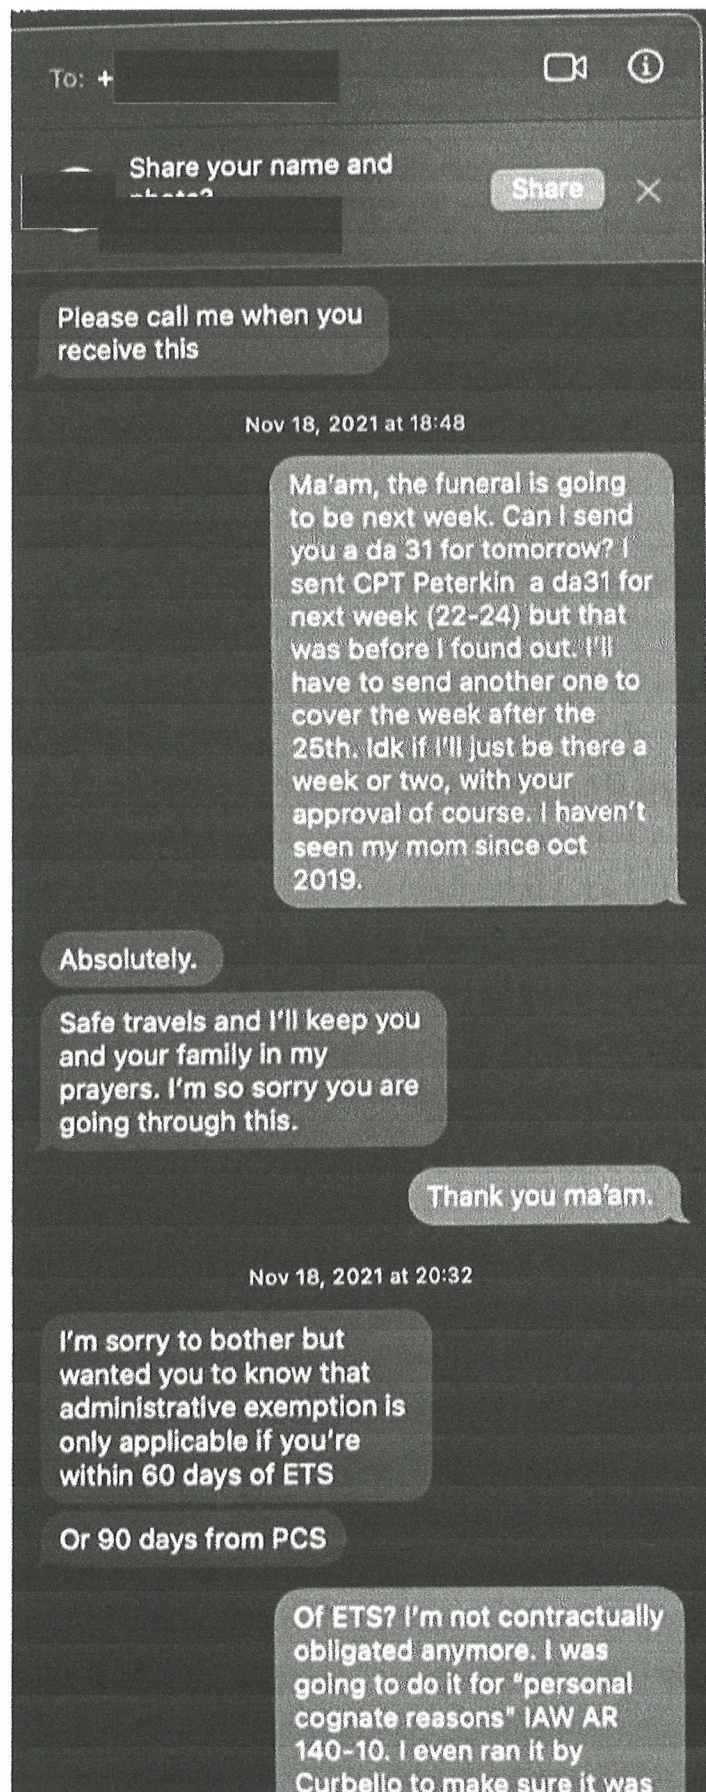 To: +
Share your name and
photo?
Share
Please call me when you
receive this
Nov 18, 2021 at 18:48
Ma'am, the funeral is going
to be next week. Can I send
you a da 31 for tomorrow? I
sent CPT Peterkin a da31 for
next week (22-24) but that
was before I found out. I'll
have to send another one to
cover the week after the
25th. Idk if I'll just be there a
week or two, with your
approval of course. I haven't
seen my mom since oct
2019.
Absolutely.
Safe travels and I'll keep you
and your family in my
prayers. I'm so sorry you are
going through this.
Thank you ma'am.
Nov 18, 2021 at 20:32
I'm sorry to bother but
wanted you to know that
administrative exemption is
only applicable if you're
within 60 days of ETS
Or 90 days from PCS
Of ETS? I'm not contractually
obligated anymore. I was
going to do it for "personal
cognate reasons" IAW AR
140-10. I even ran it by
Curbello to make sure it was